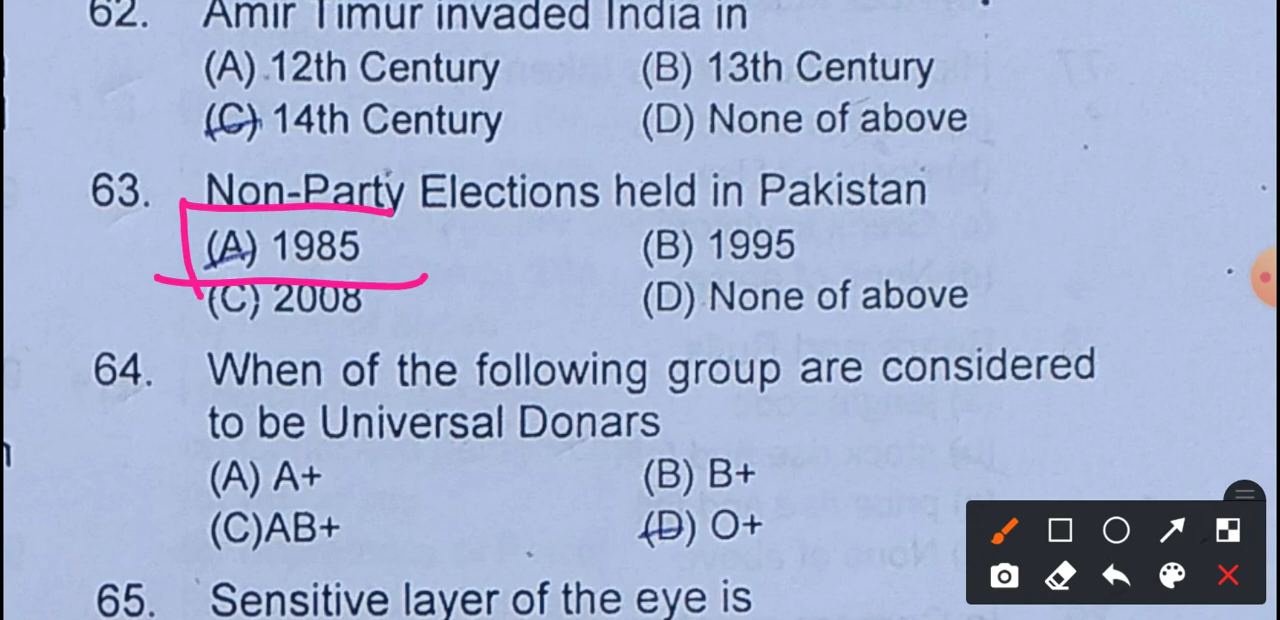 62. Amir Timur invaded India in
(A) 12th Century (B) 13th Century
(C) 14th Century (D) None of above
63. Non-Party Elections held in Pakistan
(A) 1985 (B) 1995
(C) 2008 (D) None of above
64. When of the following group are considered
to be Universal Donars
(A) A+ (B) B+
(C)AB+ (D) O+
65. Sensitive layer of the eye is